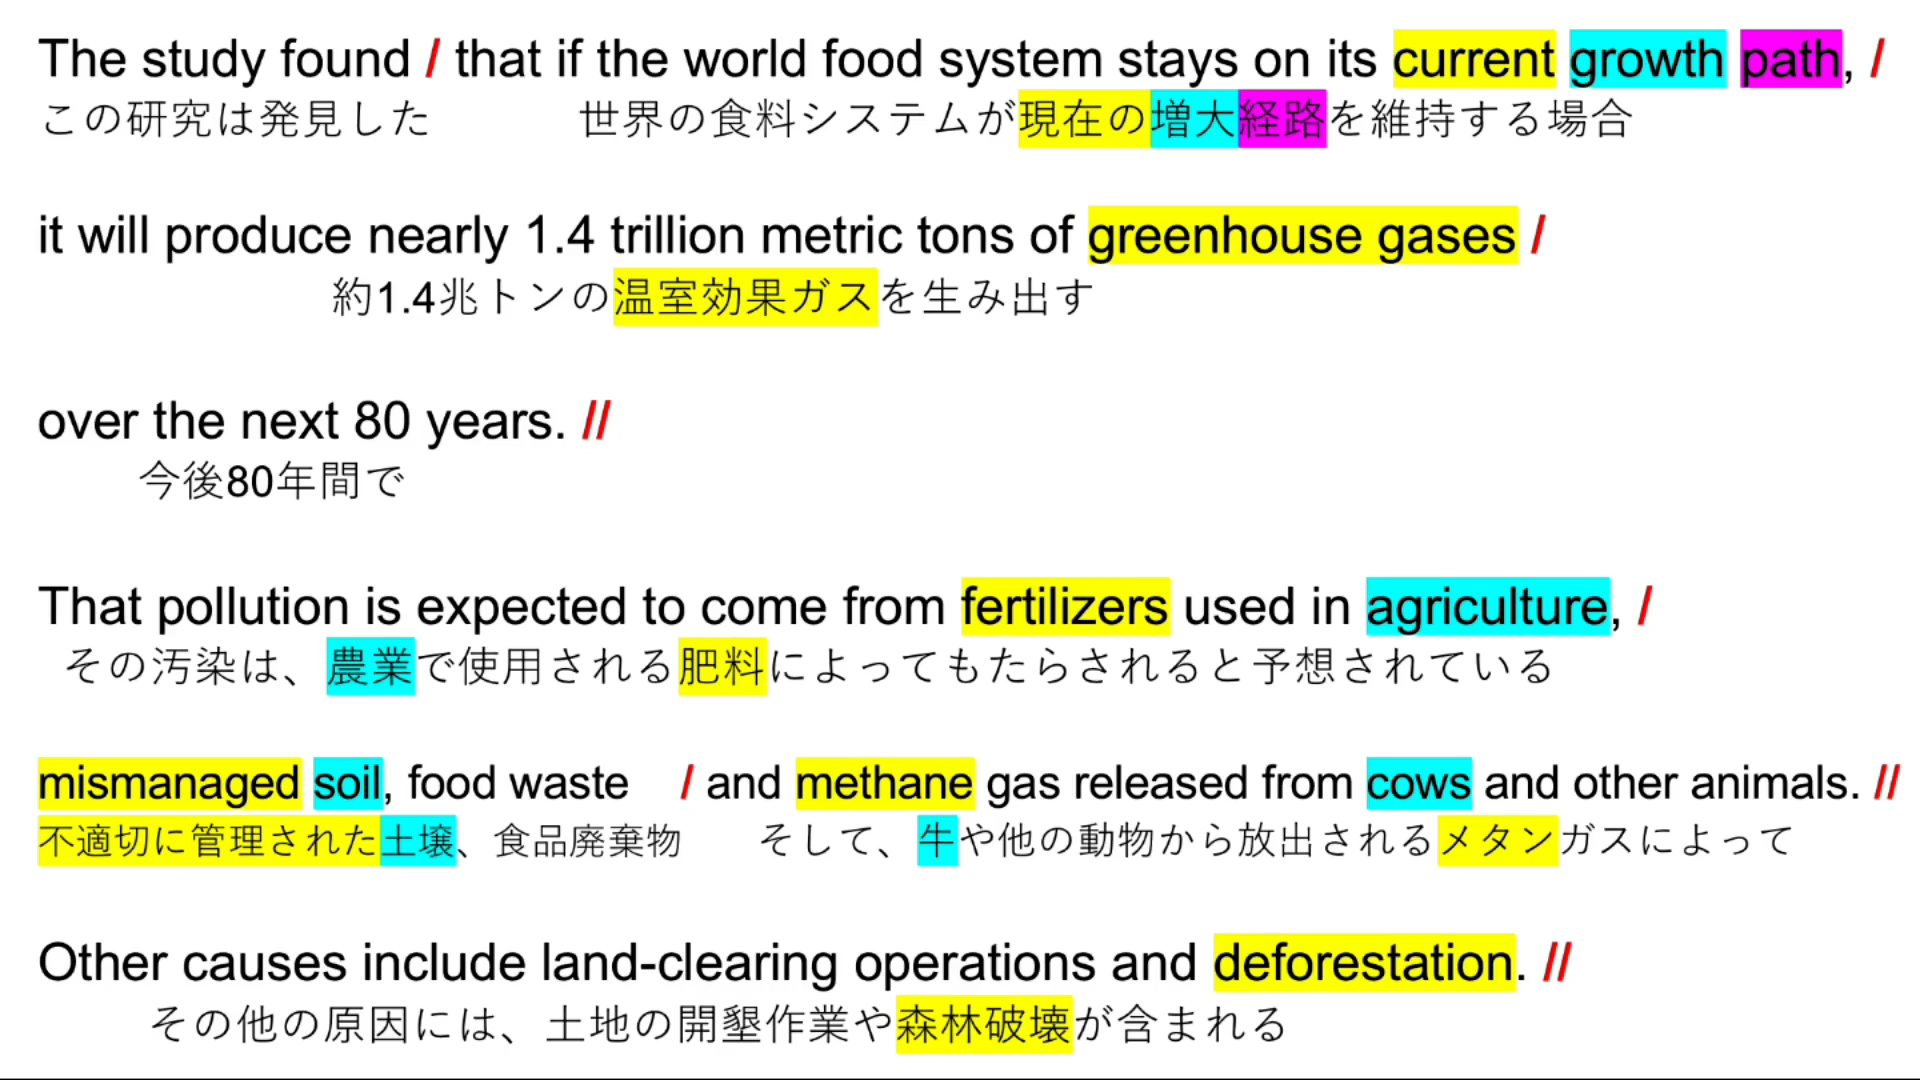 The study found / that if the world food system stays on its current growth path, /
この研究は発見した 世界の食料システムが現在の増大経路を維持する場合
it will produce nearly 1.4 trillion metric tons of greenhouse gases /
約1.4兆トンの温室効果ガスを生み出す
over the next 80 years. //
今後80年間で
That pollution is expected to come from fertilizers used in agriculture, /
その汚染は、農業で使用される肥料によってもたらされると予想されている
mismanaged soil, food waste / and methane gas released from cows and other animals. //
不適切に管理された土壌、食品廃棄物 そして、牛や他の動物から放出されるメタンガスによって
Other causes include land-clearing operations and deforestation. //
その他の原因には、土地の開墾作業や森林破壊が含まれる